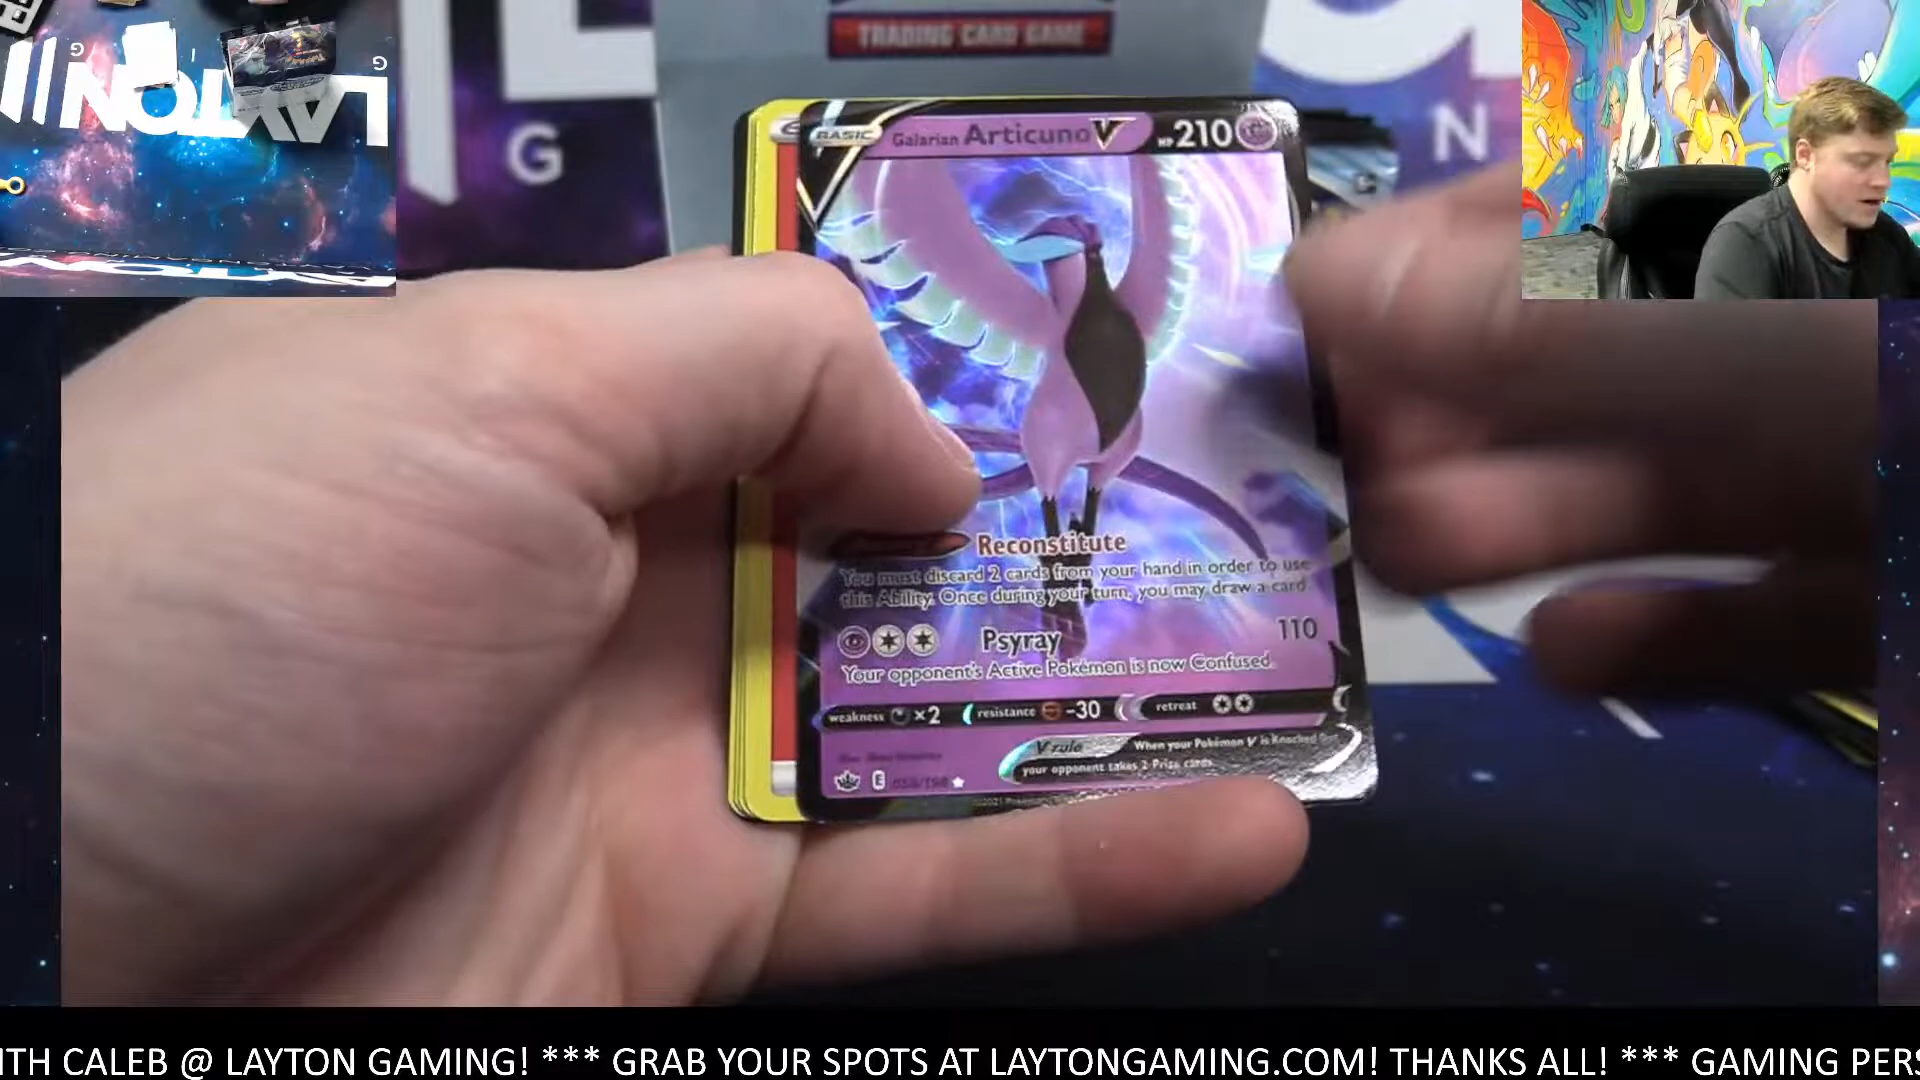 LAYTON
G
G
TRADING CARD GAME
G
N
BASIC Galarian Articuno V HP 210
Reconstitute
You must discard 2 cards from your hand in order to use
this Ability. Once during your turn, you may draw a card.
Psyray 110
Your opponent's Active Pokémon is now Confused.
weakness ×2 resistance -30 retreat
V rule When your Pokémon V is Knocked Out,
your opponent takes 2 Prize cards.
E
©2021
ITH CALEB @ LAYTON GAMING! *** GRAB YOUR SPOTS AT LAYTONGAMING.COM! THANKS ALL! *** GAMING PERS